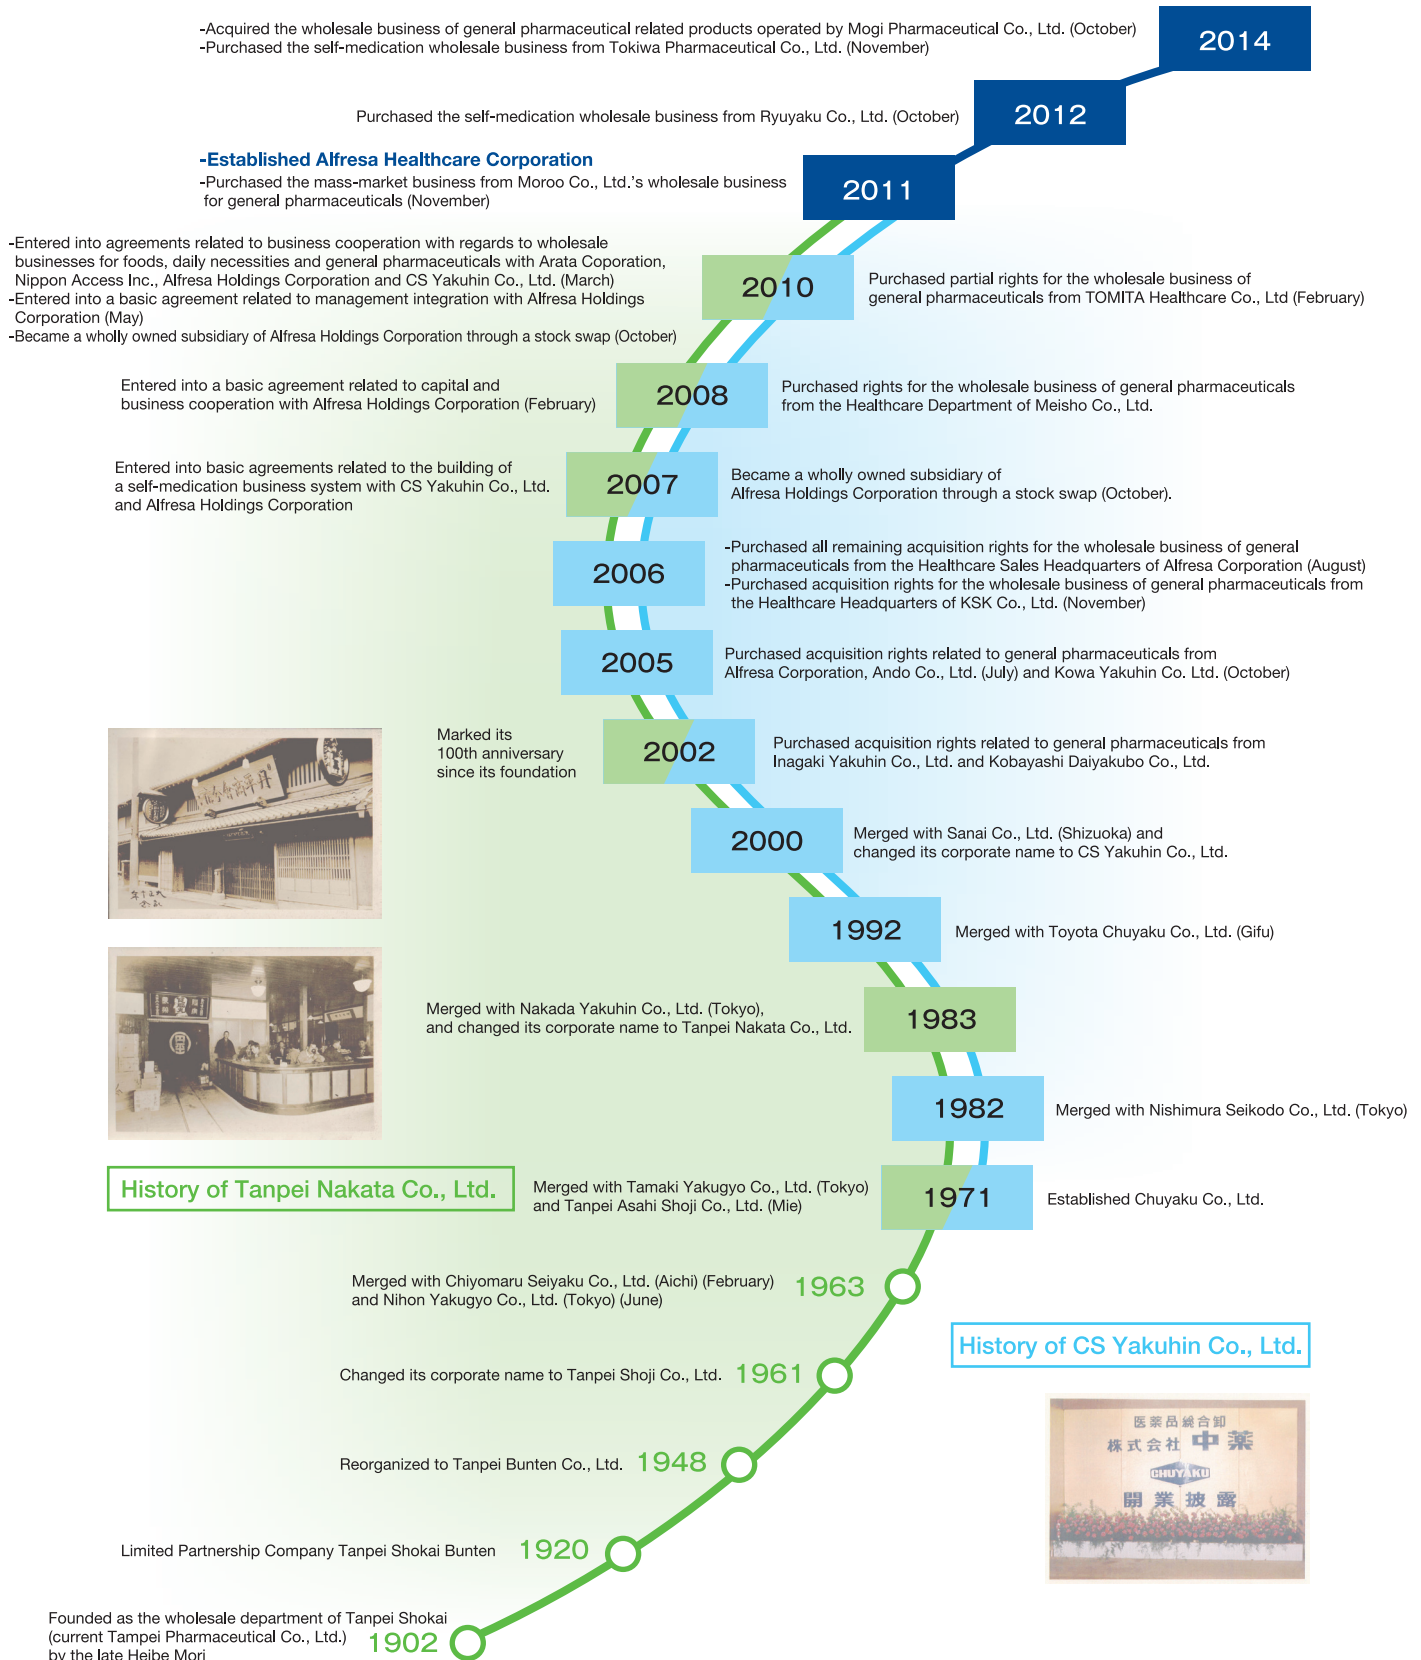 -Acquired the wholesale business of general pharmaceutical related products operated by Mogi Pharmaceutical Co., Ltd. (October)
-Purchased the self-medication wholesale business from Tokiwa Pharmaceutical Co., Ltd. (November)
2014
Purchased the self-medication wholesale business from Ryuyaku Co., Ltd. (October)
2012
-Established Alfresa Healthcare Corporation
-Purchased the mass-market business from Moroo Co., Ltd.'s wholesale business
for general pharmaceuticals (November)
2011
-Entered into agreements related to business cooperation with regards to wholesale
businesses for foods, daily necessities and general pharmaceuticals with Arata Coporation,
Nippon Access Inc., Alfresa Holdings Corporation and CS Yakuhin Co., Ltd. (March)
-Entered into a basic agreement related to management integration with Alfresa Holdings
Corporation (May)
-Became a wholly owned subsidiary of Alfresa Holdings Corporation through a stock swap (October)
2010
Purchased partial rights for the wholesale business of
general pharmaceuticals from TOMITA Healthcare Co., Ltd (February)
Entered into a basic agreement related to capital and
business cooperation with Alfresa Holdings Corporation (February)
2008
Purchased rights for the wholesale business of general pharmaceuticals
from the Healthcare Department of Meisho Co., Ltd.
Entered into basic agreements related to the building of
a self-medication business system with CS Yakuhin Co., Ltd.
and Alfresa Holdings Corporation
2007
Became a wholly owned subsidiary of
Alfresa Holdings Corporation through a stock swap (October).
2006
-Purchased all remaining acquisition rights for the wholesale business of general
pharmaceuticals from the Healthcare Sales Headquarters of Alfresa Corporation (August)
-Purchased acquisition rights for the wholesale business of general pharmaceuticals from
the Healthcare Headquarters of KSK Co., Ltd. (November)
2005
Purchased acquisition rights related to general pharmaceuticals from
Alfresa Corporation, Ando Co., Ltd. (July) and Kowa Yakuhin Co. Ltd. (October)
Marked its
100th anniversary
since its foundation
2002
Purchased acquisition rights related to general pharmaceuticals from
Inagaki Yakuhin Co., Ltd. and Kobayashi Daiyakubo Co., Ltd.
2000
Merged with Sanai Co., Ltd. (Shizuoka) and
changed its corporate name to CS Yakuhin Co., Ltd.
1992
Merged with Toyota Chuyaku Co., Ltd. (Gifu)
Merged with Nakada Yakuhin Co., Ltd. (Tokyo),
and changed its corporate name to Tanpei Nakata Co., Ltd.
1983
1982
Merged with Nishimura Seikodo Co., Ltd. (Tokyo)
History of Tanpei Nakata Co., Ltd.
Merged with Tamaki Yakugyo Co., Ltd. (Tokyo)
and Tanpei Asahi Shoji Co., Ltd. (Mie)
1971
Established Chuyaku Co., Ltd.
Merged with Chiyomaru Seiyaku Co., Ltd. (Aichi) (February)
and Nihon Yakugyo Co., Ltd. (Tokyo) (June)
1963
History of CS Yakuhin Co., Ltd.
Changed its corporate name to Tanpei Shoji Co., Ltd.
1961
医薬品総合卸
株式会社 中薬
CHUYAKU
開業披露
Reorganized to Tanpei Bunten Co., Ltd.
1948
Limited Partnership Company Tanpei Shokai Bunten
1920
Founded as the wholesale department of Tanpei Shokai
(current Tampei Pharmaceutical Co., Ltd.)
by the late Heibe Mori
1902